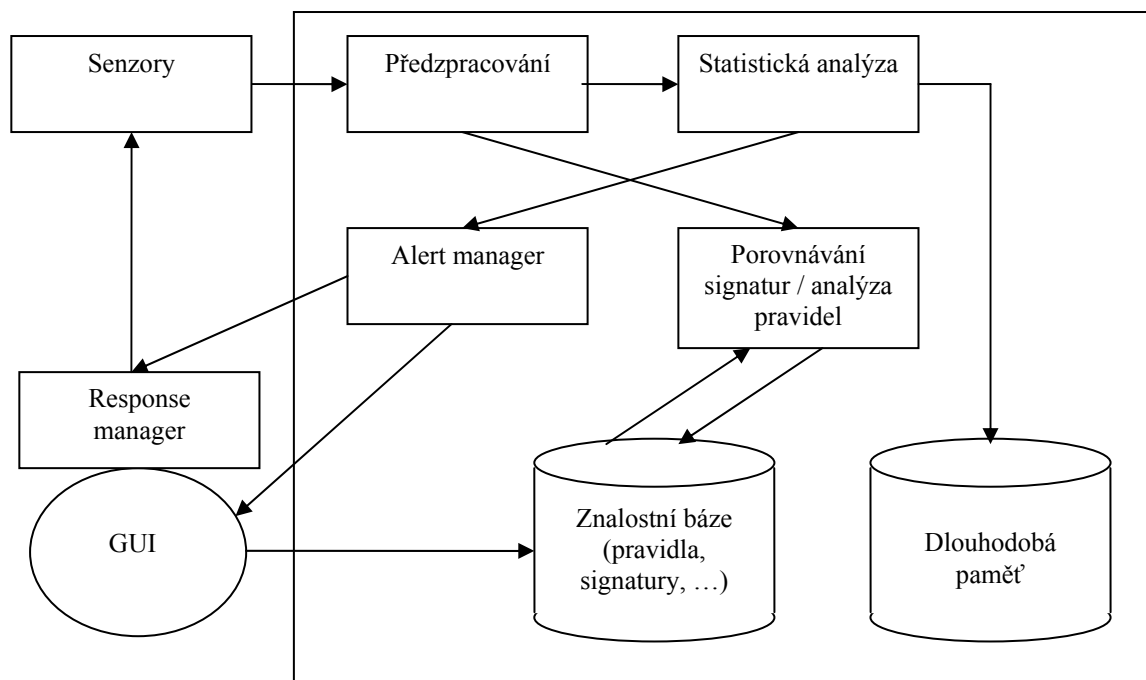 Senzory
Předzpracování
Statistická analýza
Alert manager
Porovnávání
signatur / analýza
pravidel
Response
manager
GUI
Znalostní báze
(pravidla,
signatury, …)
Dlouhodobá
paměť